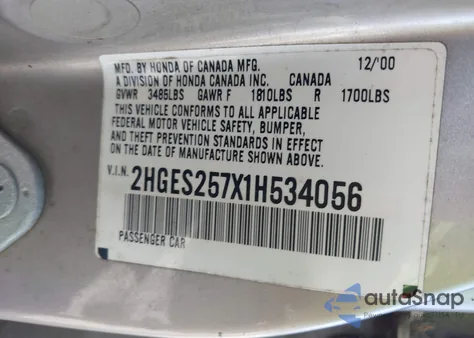 MFD. BY HONDA OF CANADA MFG. 12/00
A DIVISION OF HONDA CANADA INC. CANADA
GVWR 3485LBS GAWR F 1810LBS R 1700LBS
THIS VEHICLE CONFORMS TO ALL APPLICABLE
FEDERAL MOTOR VEHICLE SAFETY, BUMPER,
AND THEFT PREVENTION STANDARDS IN EFFECT
ON THE DATE OF MANUFACTURE SHOWN ABOVE.
V.I.N. 2HGES257X1H534056
PASSENGER CAR
autoSnap